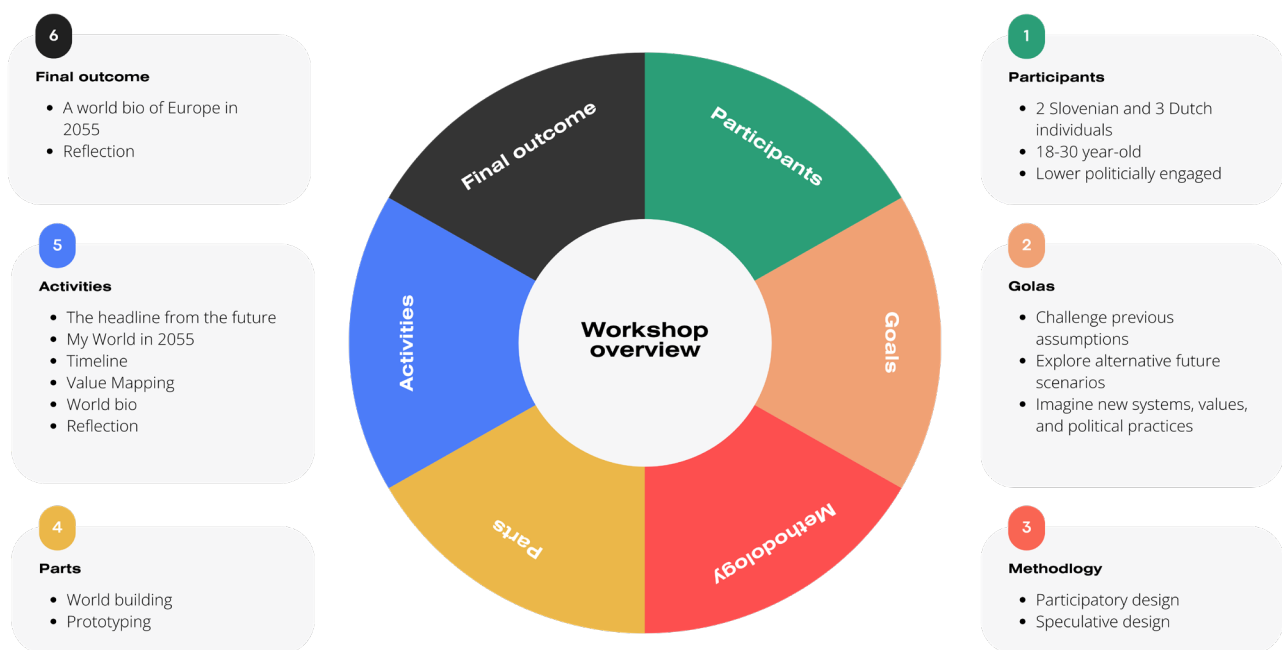 6
Final outcome
A world bio of Europe in
2055
Reflection
5
Activities
The headline from the future
My World in 2055
Timeline
Value Mapping
World bio
Reflection
4
Parts
World building
Prototyping
Final outcome
Participants
Activities
Workshop
overview
Goals
Parts
Methodology
1
Participants
2 Slovenian and 3 Dutch
individuals
18-30 year-old
Lower politicially engaged
2
Golas
Challenge previous
assumptions
Explore alternative future
scenarios
Imagine new systems, values,
and political practices
3
Methodlogy
Participatory design
Speculative design